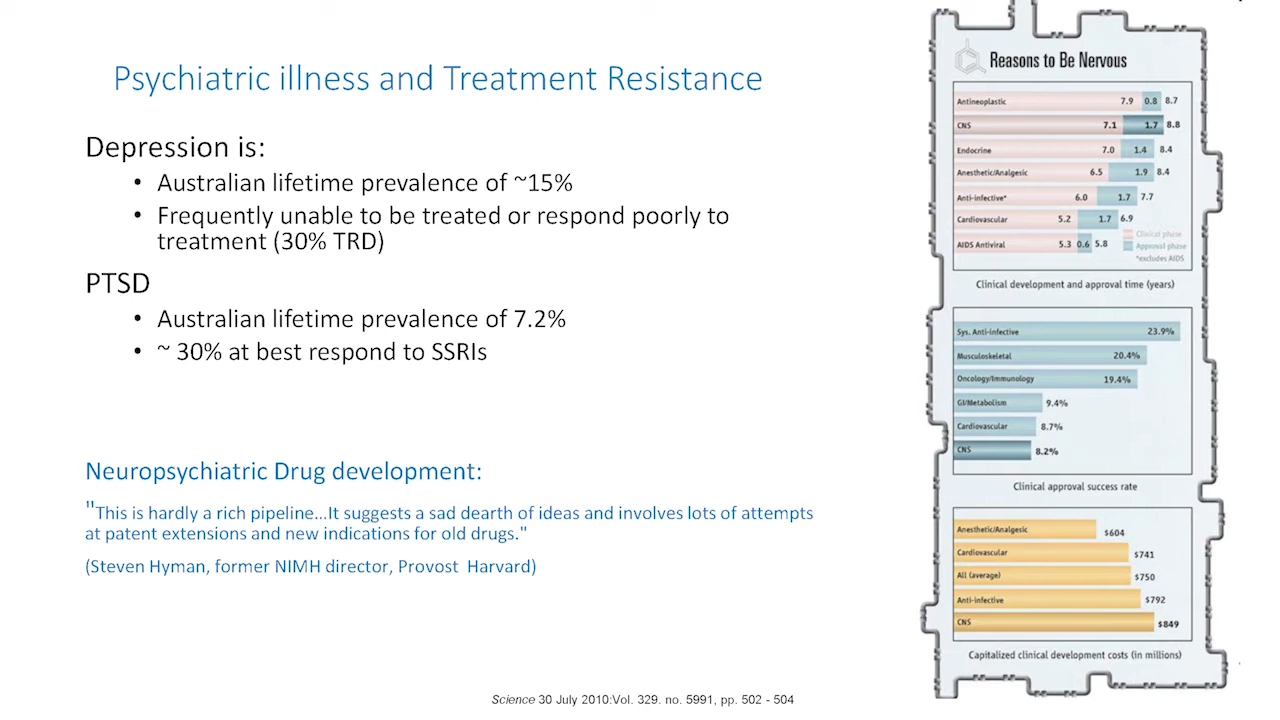 Psychiatric illness and Treatment Resistance
Depression is:
• Australian lifetime prevalence of ~15%
• Frequently unable to be treated or respond poorly to
treatment (30% TRD)
PTSD
• Australian lifetime prevalence of 7.2%
• ~ 30% at best respond to SSRIs
Neuropsychiatric Drug development:
"This is hardly a rich pipeline...It suggests a sad dearth of ideas and involves lots of attempts
at patent extensions and new indications for old drugs."
(Steven Hyman, former NIMH director, Provost Harvard)
Science 30 July 2010:Vol. 329. no. 5991, pp. 502 - 504
Reasons to Be Nervous
Antineoplastic 7.9 0.8 8.7
CNS 7.1 1.7 8.8
Endocrine 7.0 1.4 8.4
Anesthetic/Analgesic 6.5 1.9 8.4
Anti-infective* 6.0 1.7 7.7
Cardiovascular 5.2 1.7 6.9
AIDS Antiviral 5.3 0.6 5.8
Clinical phase
Approval phase
*excludes AIDS
Clinical development and approval time (years)
Sys. Anti-infective 23.9%
Musculoskeletal 20.4%
Oncology/Immunology 19.4%
GI/Metabolism 9.4%
Cardiovascular 8.7%
CNS 8.2%
Clinical approval success rate
Anesthetic/Analgesic $604
Cardiovascular $741
All (average) $750
Anti-infective $792
CNS $849
Capitalized clinical development costs (in millions)